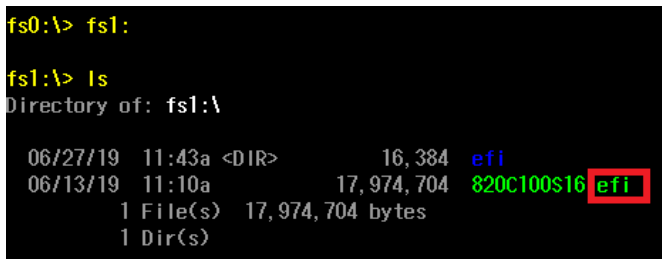 fs0:\> fs1:
fs1:\> ls
Directory of: fs1:\
06/27/19 11:43a <DIR> 16,384 efi
06/13/19 11:10a 17,974,704 820C100S16.efi
1 File(s) 17,974,704 bytes
1 Dir(s)